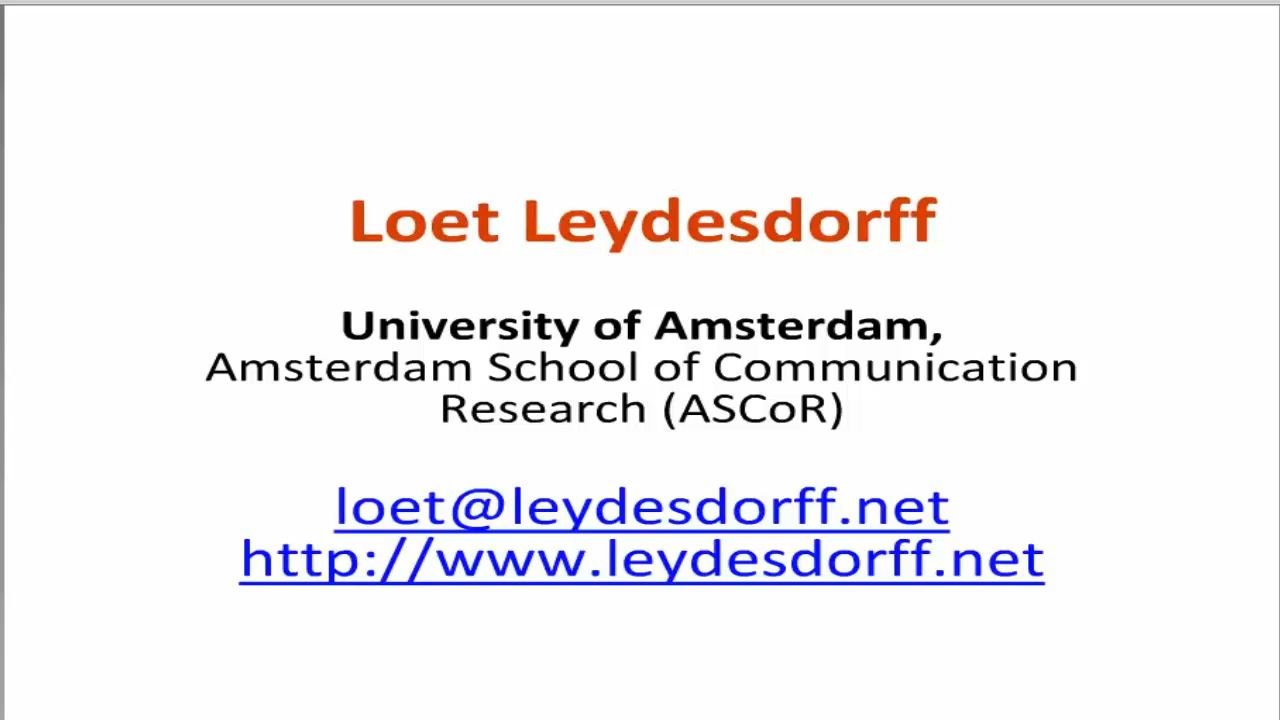 Loet Leydesdorff
University of Amsterdam,
Amsterdam School of Communication
Research (ASCoR)
loet@leydesdorff.net
http://www.leydesdorff.net